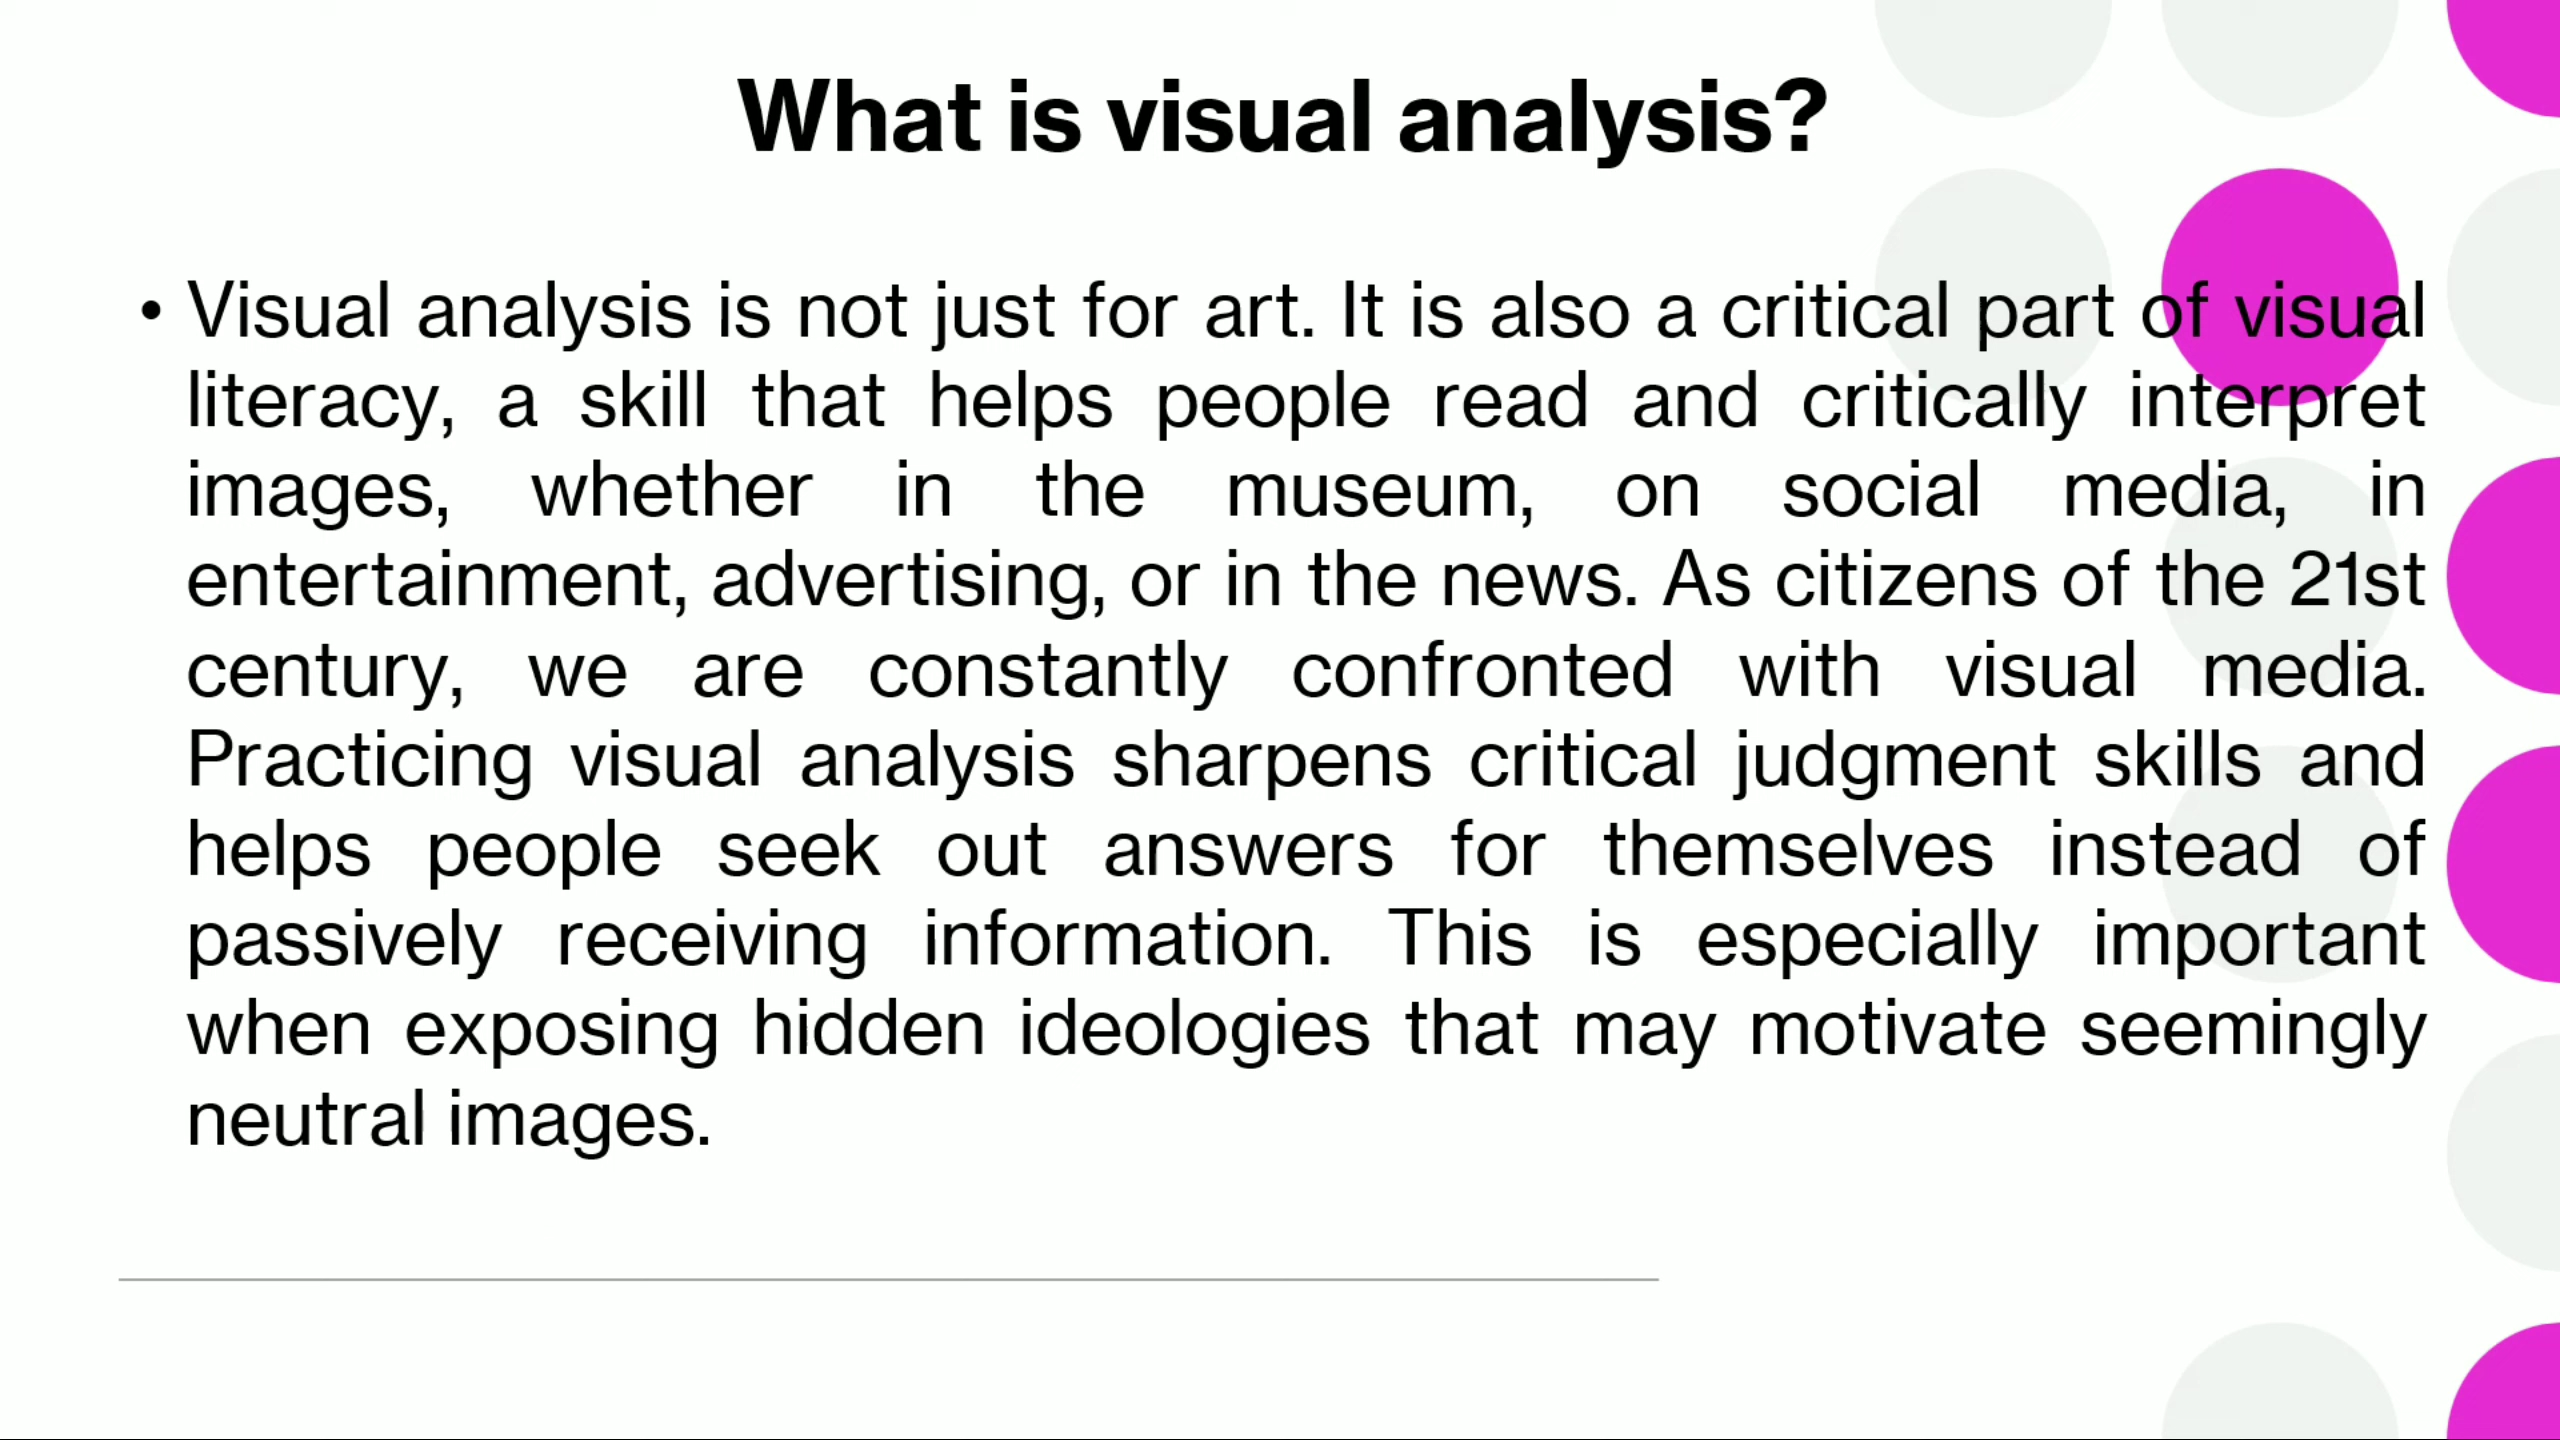 What is visual analysis?
• Visual analysis is not just for art. It is also a critical part of visual
literacy, a skill that helps people read and critically interpret
images, whether in the museum, on social media, in
entertainment, advertising, or in the news. As citizens of the 21st
century, we are constantly confronted with visual media.
Practicing visual analysis sharpens critical judgment skills and
helps people seek out answers for themselves instead of
passively receiving information. This is especially important
when exposing hidden ideologies that may motivate seemingly
neutral images.